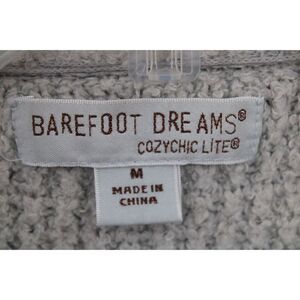 BAREFOOT DREAMS®
COZYCHIC LITE®
M
MADE IN
CHINA